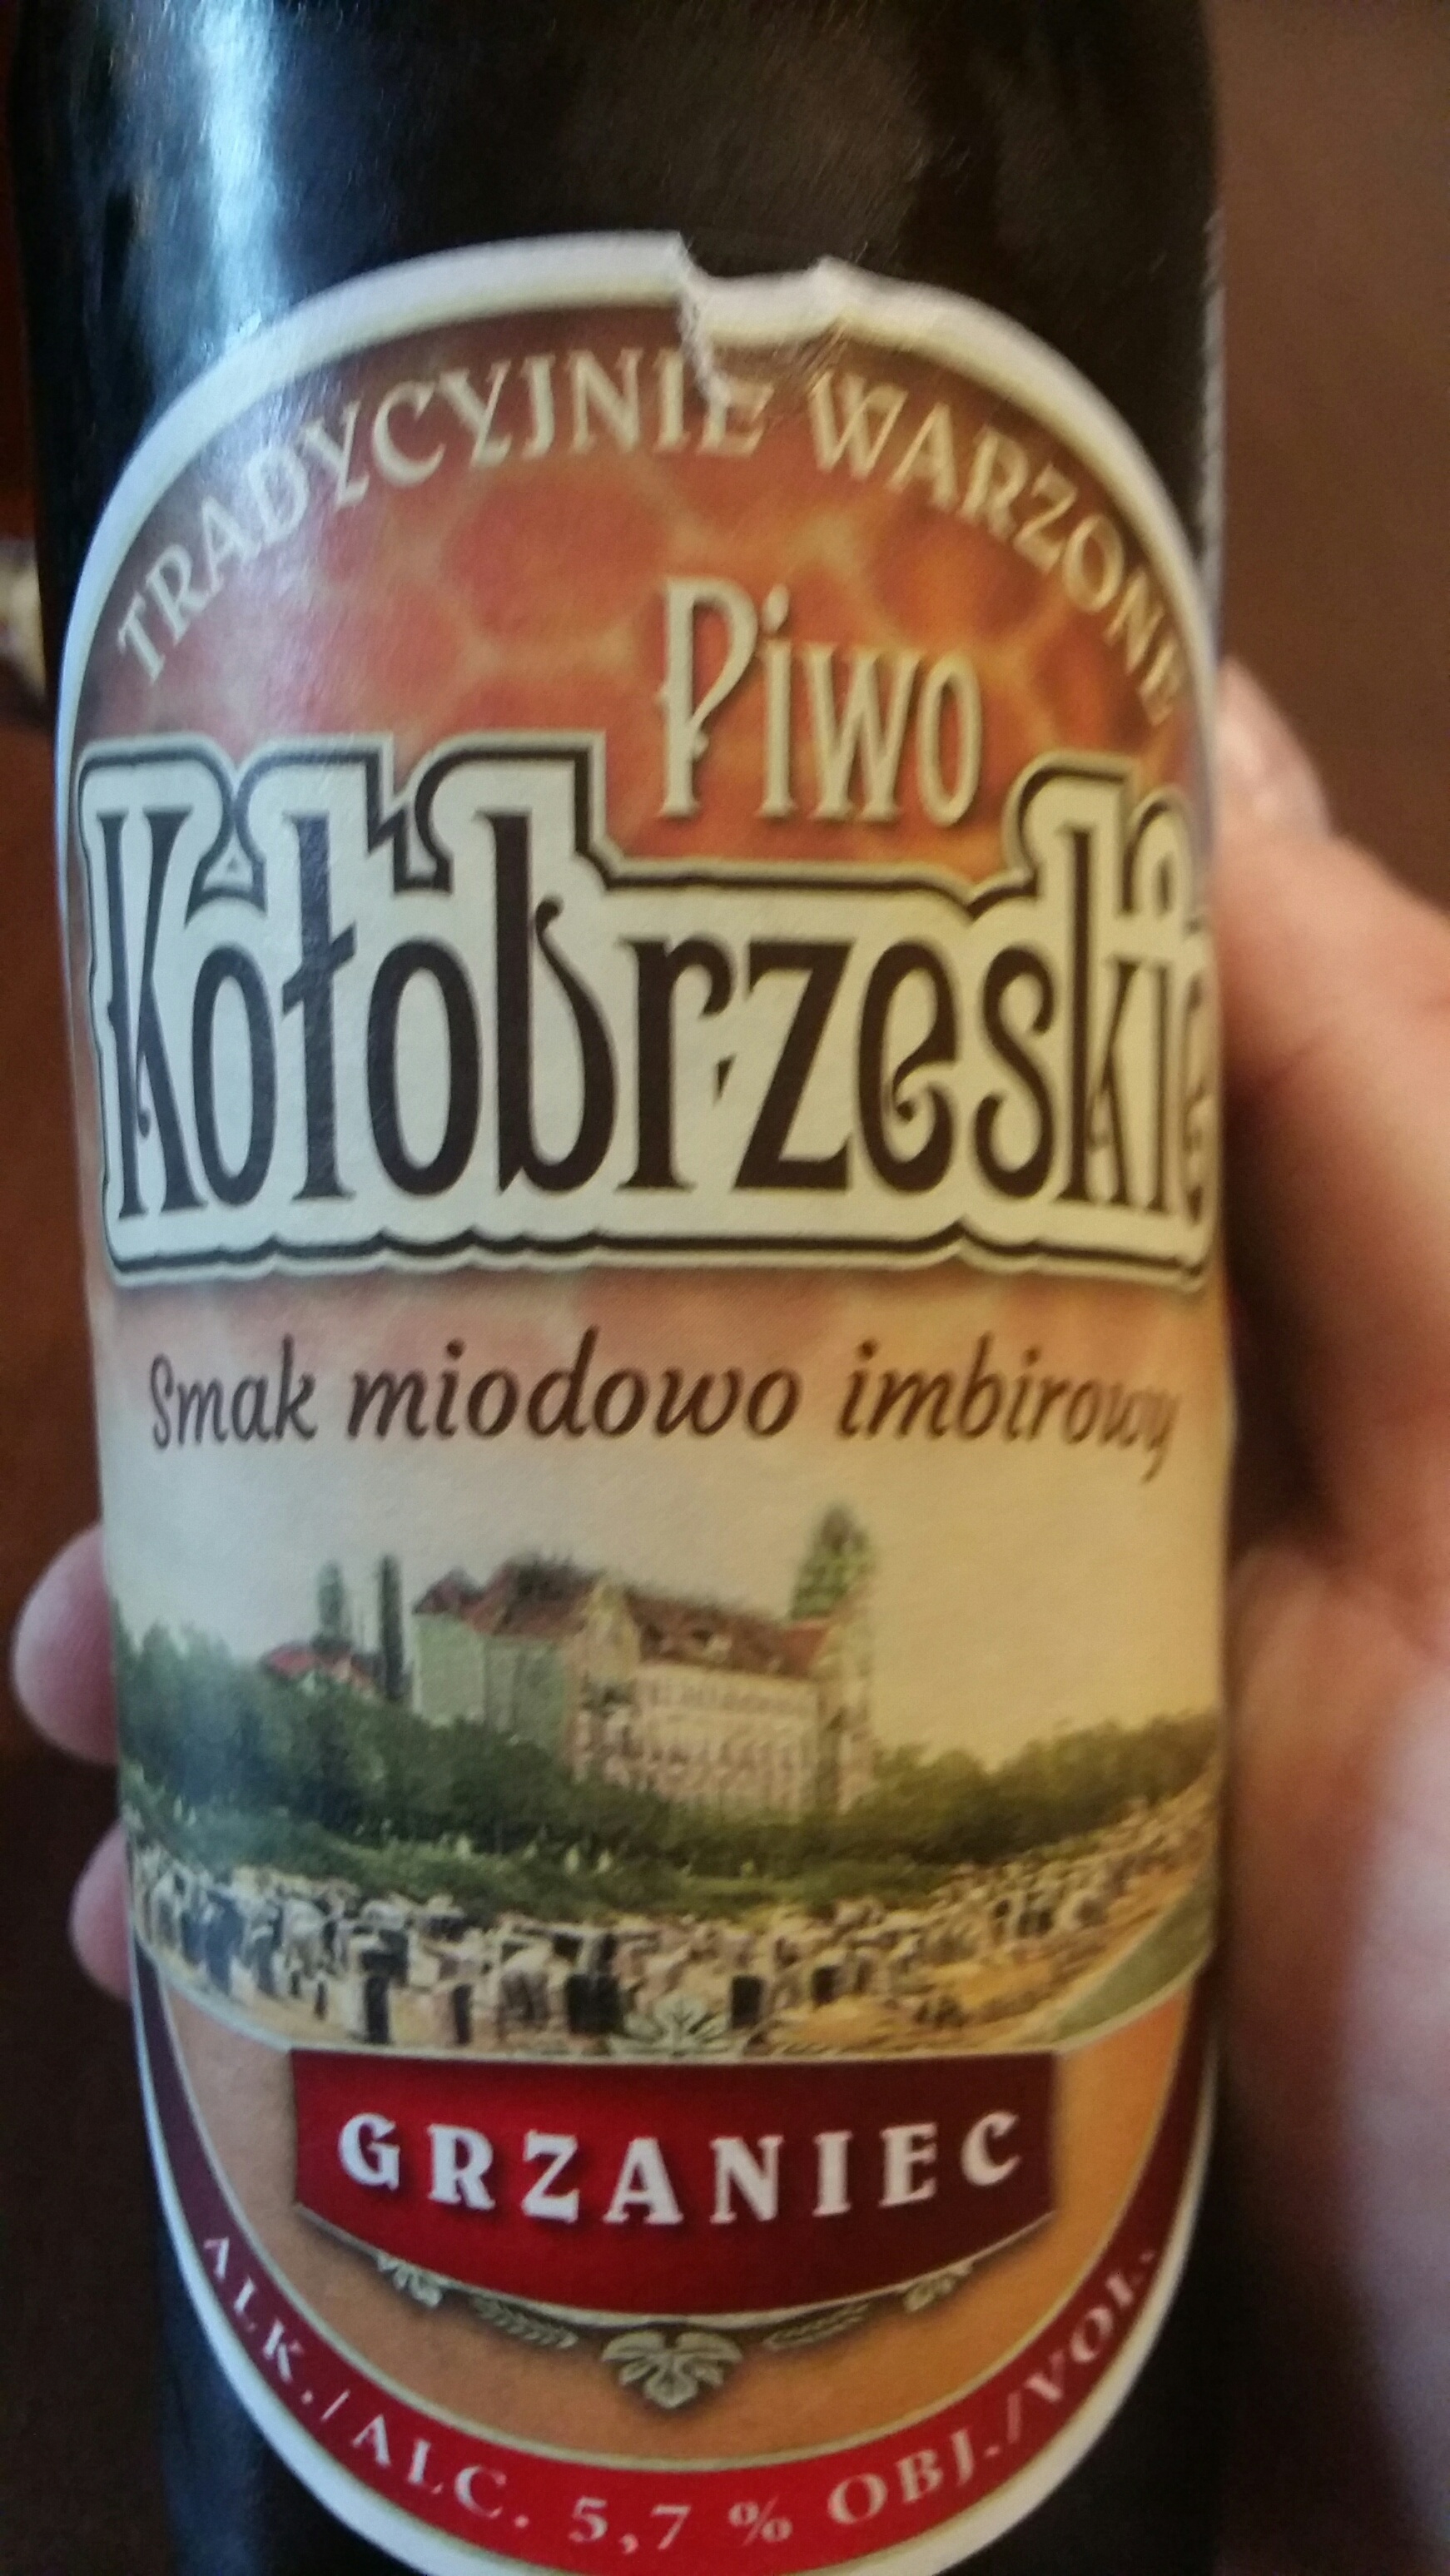 TRADYCYJNIE WARZONE
Piwo
Kołobrzeskie
Smak miodowo imbirowy
GRZANIEC
ALK./ALC. 5,7 % OBJ./VOL.